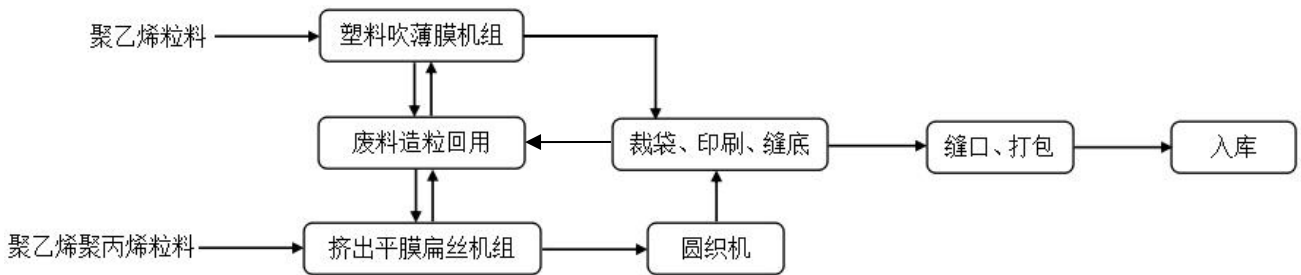 聚乙烯粒料
塑料吹薄膜机组
废料造粒回用
裁袋、印刷、缝底
缝口、打包
入库
聚乙烯聚丙烯粒料
挤出平膜扁丝机组
圆织机